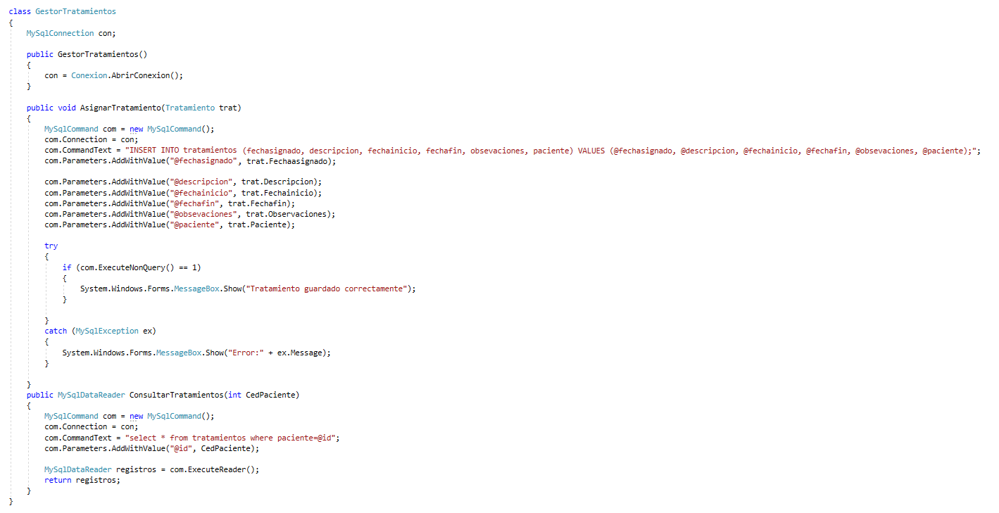 class GestorTratamientos
{
MySqlConnection con;
public GestorTratamientos()
{
con = Conexion.AbrirConexion();
}
public void AsignarTratamiento(Tratamiento trat)
{
MySqlCommand com = new MySqlCommand();
com.Connection = con;
com.CommandText = "INSERT INTO tratamientos (fechasignado, descripcion, fechainicio, fechafin, obsevaciones, paciente) VALUES (@fechasignado, @descripcion, @fechainicio, @fechafin, @obsevaciones, @paciente);";
com.Parameters.AddWithValue("@fechasignado", trat.Fechaasignado);
com.Parameters.AddWithValue("@descripcion", trat.Descripcion);
com.Parameters.AddWithValue("@fechainicio", trat.Fechainicio);
com.Parameters.AddWithValue("@fechafin", trat.Fechafin);
com.Parameters.AddWithValue("@obsevaciones", trat.Observaciones);
com.Parameters.AddWithValue("@paciente", trat.Paciente);
try
{
if (com.ExecuteNonQuery() == 1)
{
System.Windows.Forms.MessageBox.Show("Tratamiento guardado correctamente");
}
}
catch (MySqlException ex)
{
System.Windows.Forms.MessageBox.Show("Error:" + ex.Message);
}
}
public MySqlDataReader ConsultarTratamientos(int CedPaciente)
{
MySqlCommand com = new MySqlCommand();
com.Connection = con;
com.CommandText = "select * from tratamientos where paciente=@id";
com.Parameters.AddWithValue("@id", CedPaciente);
MySqlDataReader registros = com.ExecuteReader();
return registros;
}
}